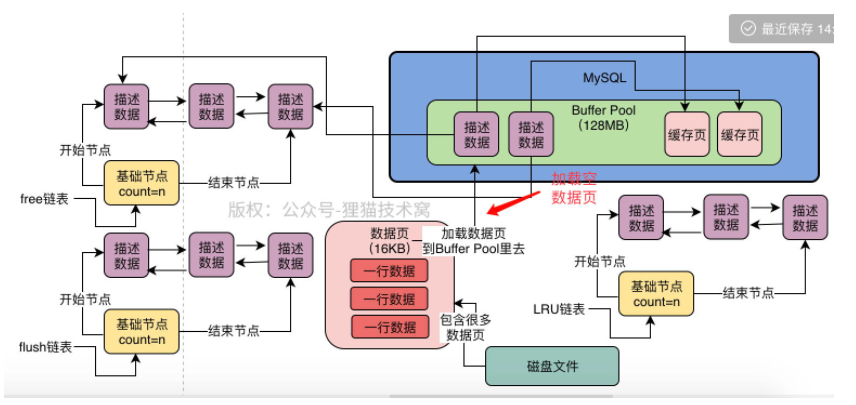 最近保存 14:
MySQL
Buffer Pool
（128MB）
描述
数据
描述
数据
缓存页
缓存页
描述
数据
描述
数据
描述
数据
开始节点
基础节点
count=n
结束节点
free链表
版权：公众号-狸猫技术窝
加载空
数据页
数据页
（16KB）
加载数据页
到Buffer Pool里去
一行数据
一行数据
一行数据
包含很多
数据页
磁盘文件
描述
数据
描述
数据
描述
数据
开始节点
基础节点
count=n
结束节点
flush链表
描述
数据
描述
数据
描述
数据
开始节点
基础节点
count=n
结束节点
LRU链表